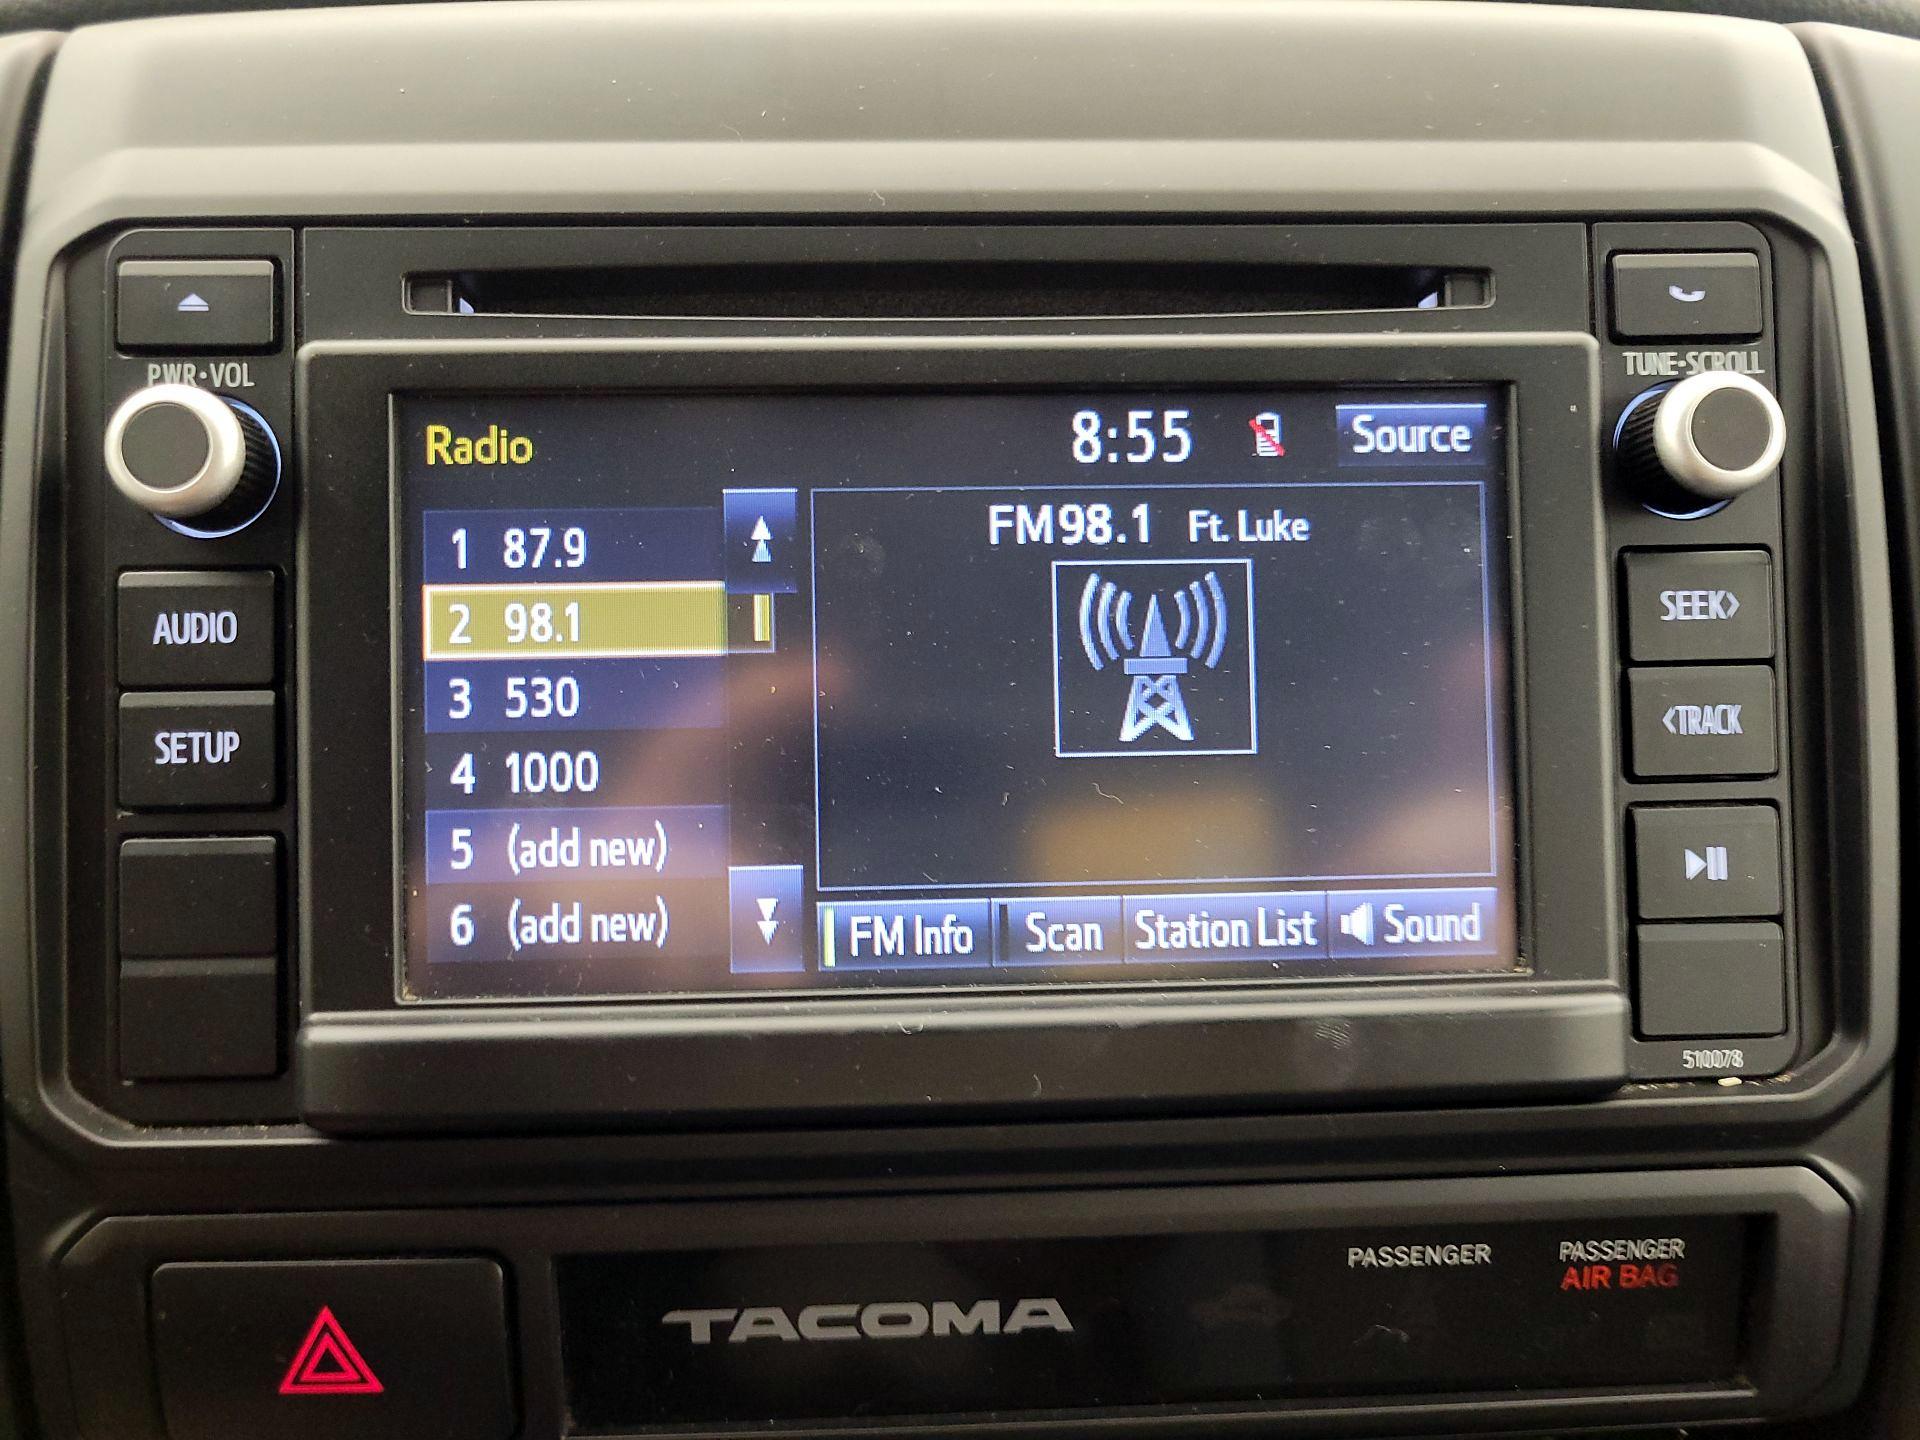 PWR•VOL
TUNE•SCROLL
Radio
8:55
Source
1 87.9
2 98.1
3 530
4 1000
5 (add new)
6 (add new)
FM98.1 Ft. Luke
FM Info
Scan
Station List
Sound
AUDIO
SETUP
SEEK>
<TRACK
510078
TACOMA
PASSENGER
PASSENGER
AIR BAG